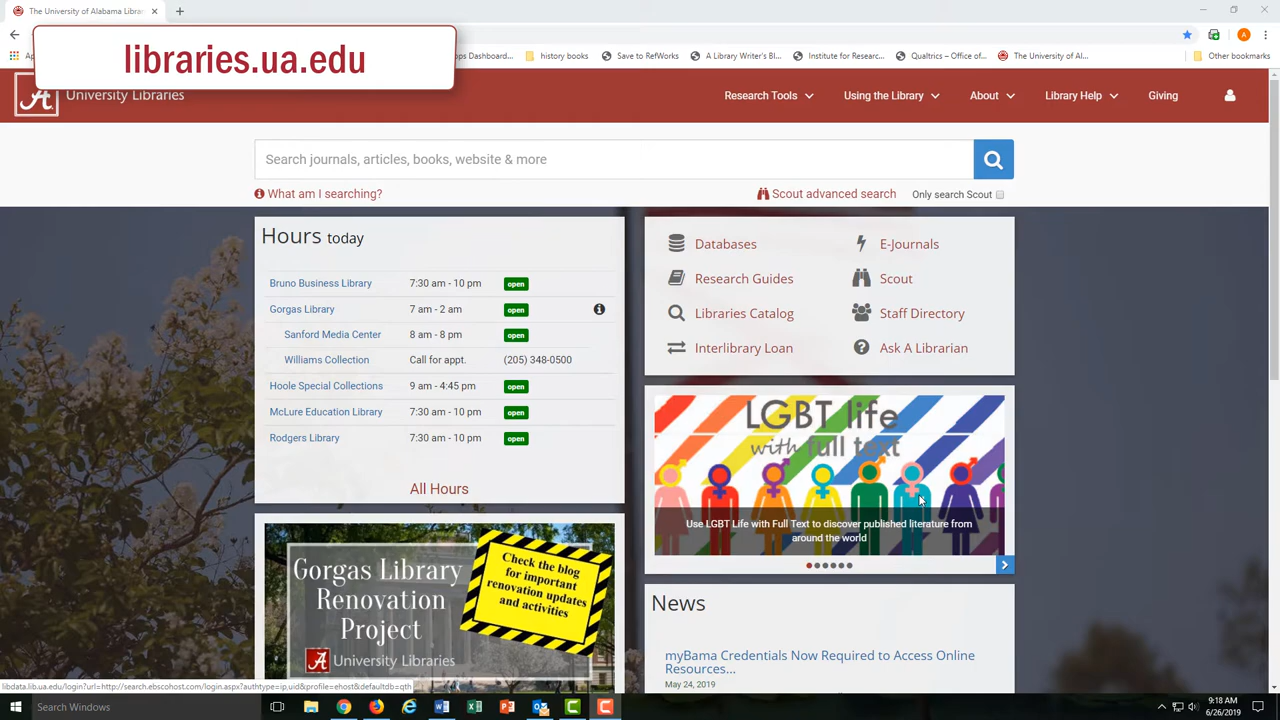 The University of Alabama Librar
libraries.ua.edu
Ap
ops Dashboard...
history books
Save to RefWorks
A Library Writer's Bl...
Institute for Researc...
Qualtrics – Office of...
The University of Al...
Other bookmarks
University Libraries
Research Tools
Using the Library
About
Library Help
Giving
Search journals, articles, books, website & more
What am I searching?
Scout advanced search
Only search Scout
Hours today
Bruno Business Library 7:30 am - 10 pm open
Gorgas Library 7 am - 2 am open
Sanford Media Center 8 am - 8 pm open
Williams Collection Call for appt. (205) 348-0500
Hoole Special Collections 9 am - 4:45 pm open
McLure Education Library 7:30 am - 10 pm open
Rodgers Library 7:30 am - 10 pm open
All Hours
Databases
E-Journals
Research Guides
Scout
Libraries Catalog
Staff Directory
Interlibrary Loan
Ask A Librarian
LGBT life
with full text
Use LGBT Life with Full Text to discover published literature from
around the world
Gorgas Library
Renovation
Project
Check the blog
for important
renovation updates
and activities
University Libraries
News
myBama Credentials Now Required to Access Online
Resources...
May 24, 2019
libdata.lib.ua.edu/login?url=http://search.ebscohost.com/login.aspx?authtype=ip,uid&profile=ehost&defaultdb=qth
Search Windows
9:18 AM
6/26/2019